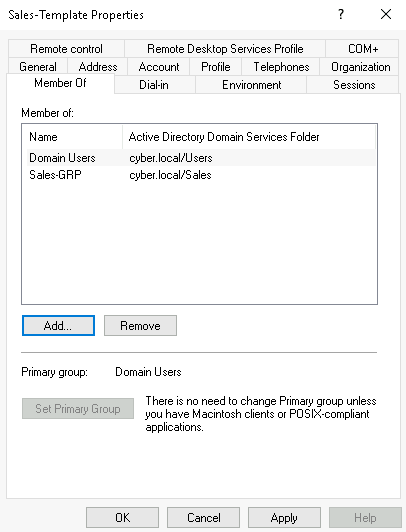 Sales-Template Properties
?
Remote control
Remote Desktop Services Profile
COM+
General
Address
Account
Profile
Telephones
Organization
Member Of
Dial-in
Environment
Sessions
Member of:
Name
Active Directory Domain Services Folder
Domain Users
cyber.local/Users
Sales-GRP
cyber.local/Sales
Add...
Remove
Primary group:
Domain Users
Set Primary Group
There is no need to change Primary group unless
you have Macintosh clients or POSIX-compliant
applications.
OK
Cancel
Apply
Help